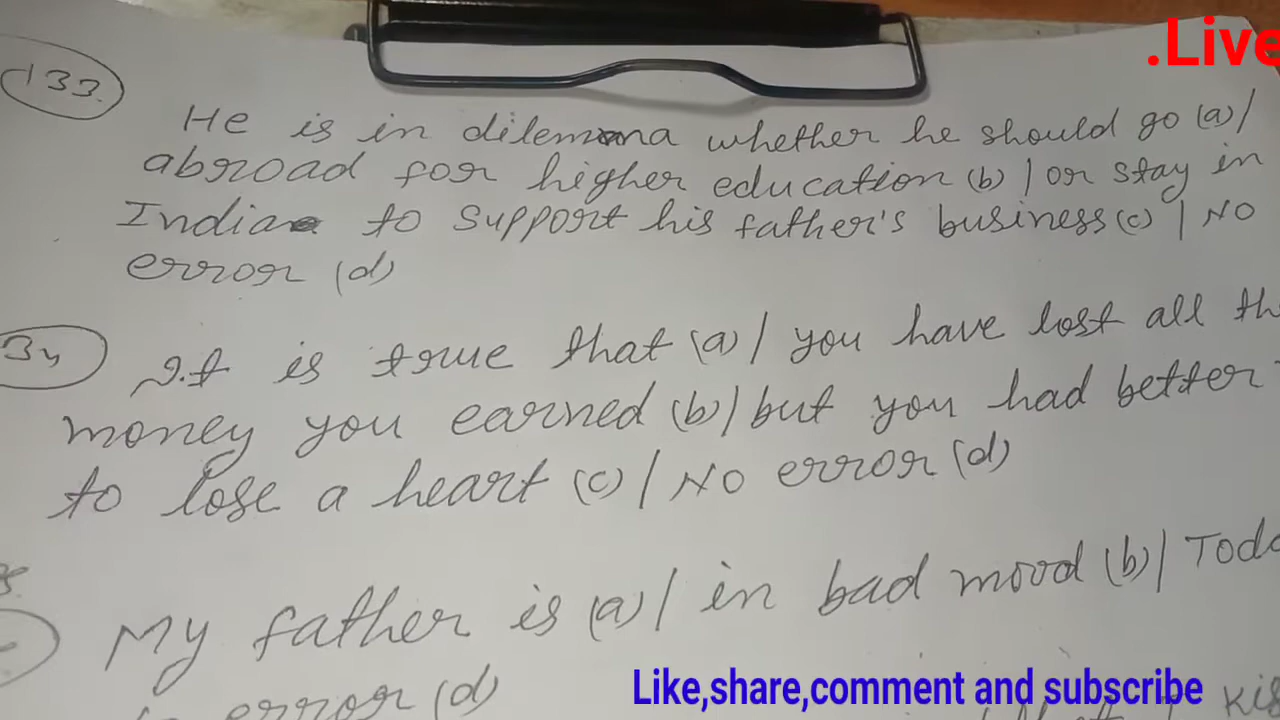 .Live
133.
He is in dilemma whether he should go (a)/
abroad for higher education (b) / or stay in
India to support his father's business (c) / No
error (d)
34
It is true that (a) / you have lost all
money you earned (b) / but you had better
to lose a heart (c) / No error (d)
My father is (a) / in bad mood (b) /
error (d)
Like,share,comment and subscribe